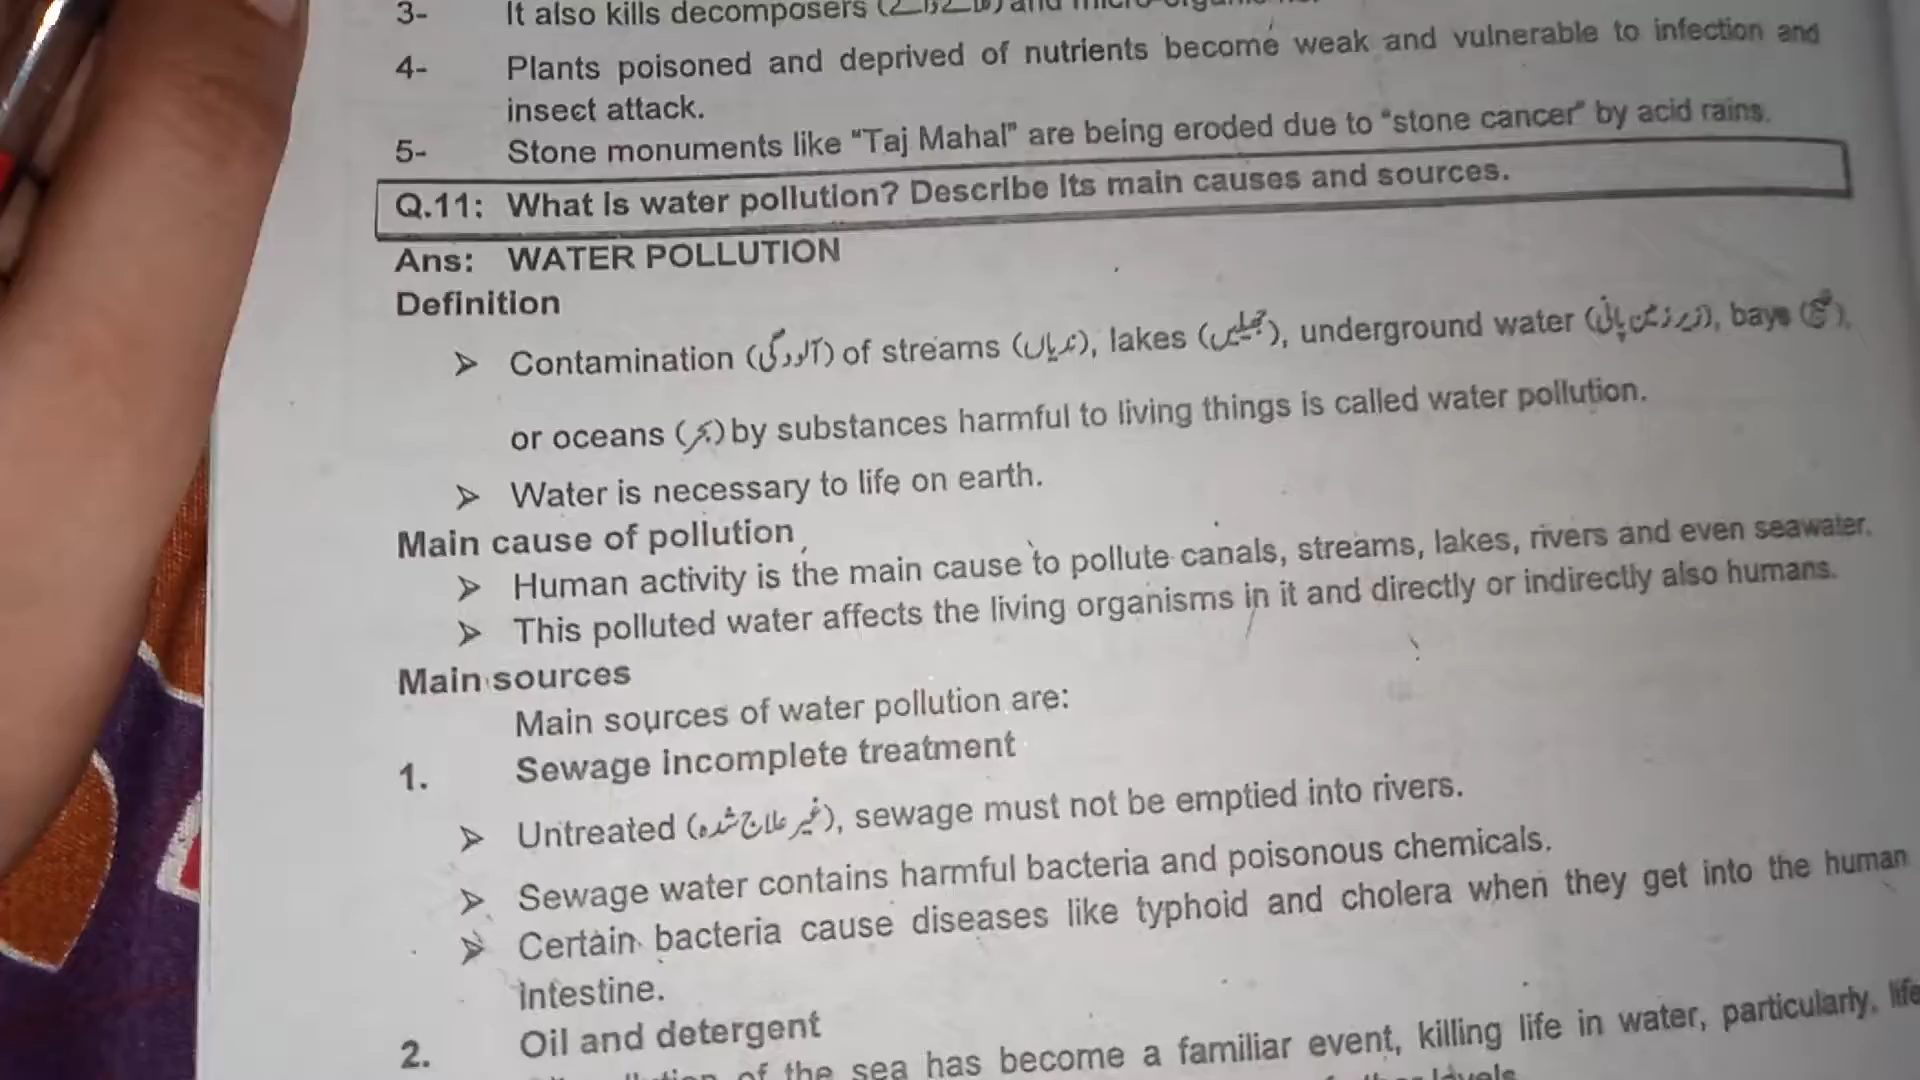 3- It also kills decomposers
4- Plants poisoned and deprived of nutrients become weak and vulnerable to infection and
insect attack.
5- Stone monuments like "Taj Mahal" are being eroded due to "stone cancer" by acid rains.
Q.11: What is water pollution? Describe its main causes and sources.
Ans: WATER POLLUTION
Definition
➢ Contamination (آلودگی) of streams (ندیاں), lakes (جھیلیں), underground water (زیر زمین پانی), bays (خلیج),
or oceans (بحر) by substances harmful to living things is called water pollution.
➢ Water is necessary to life on earth.
Main cause of pollution
➢ Human activity is the main cause to pollute canals, streams, lakes, rivers and even seawater.
➢ This polluted water affects the living organisms in it and directly or indirectly also humans.
Main sources
Main sources of water pollution are:
1. Sewage incomplete treatment
➢ Untreated (غیر علاج شدہ), sewage must not be emptied into rivers.
➢ Sewage water contains harmful bacteria and poisonous chemicals.
➢ Certain bacteria cause diseases like typhoid and cholera when they get into the human
intestine.
2. Oil and detergent
of the sea has become a familiar event, killing life in water, particularly, life